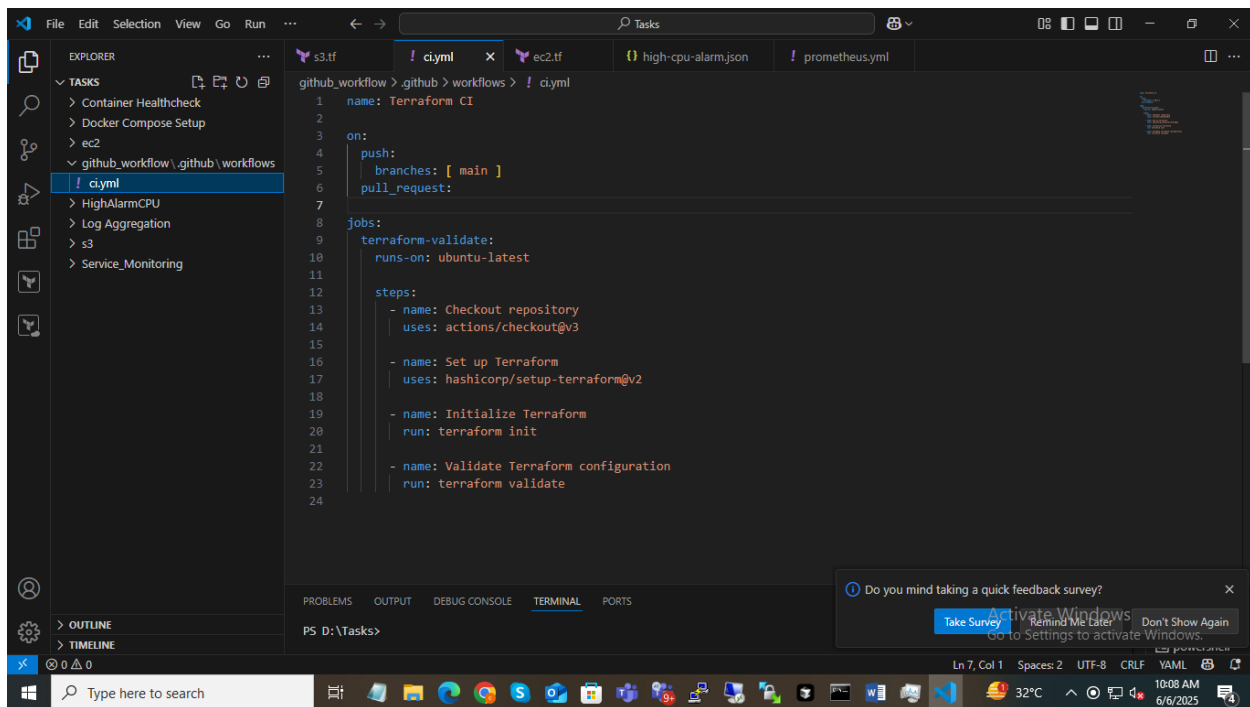 File Edit Selection View Go Run ··· Tasks
EXPLORER ···
s3.tf
! ci.yml
ec2.tf
{} high-cpu-alarm.json
! prometheus.yml
TASKS
Container Healthcheck
Docker Compose Setup
ec2
github_workflow\.github\workflows
! ci.yml
HighAlarmCPU
Log Aggregation
s3
Service_Monitoring
OUTLINE
TIMELINE
github_workflow > .github > workflows > ! ci.yml
1 name: Terraform CI
2
3 on:
4 push:
5 branches: [ main ]
6 pull_request:
7
8 jobs:
9 terraform-validate:
10 runs-on: ubuntu-latest
11
12 steps:
13 - name: Checkout repository
14 uses: actions/checkout@v3
15
16 - name: Set up Terraform
17 uses: hashicorp/setup-terraform@v2
18
19 - name: Initialize Terraform
20 run: terraform init
21
22 - name: Validate Terraform configuration
23 run: terraform validate
24
PROBLEMS OUTPUT DEBUG CONSOLE TERMINAL PORTS
PS D:\Tasks>
Do you mind taking a quick feedback survey?
Take Survey Remind Me Later Don't Show Again
Activate Windows
Go to Settings to activate Windows.
powershell
0 0 Ln 7, Col 1 Spaces: 2 UTF-8 CRLF YAML
Type here to search
9+
32°C
10:08 AM
6/6/2025
4